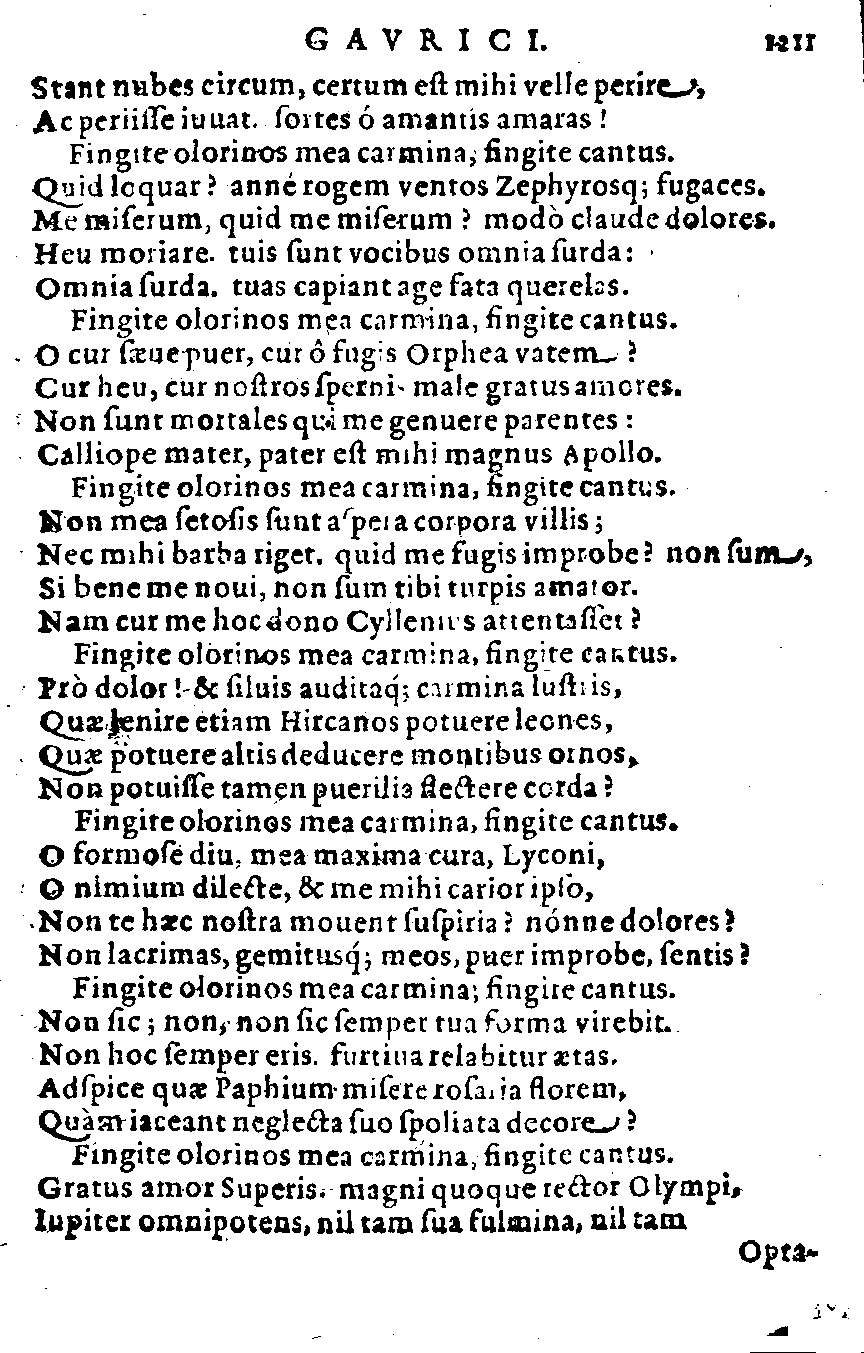 GAVRICI. 1211
Stant nubes circum, certum eſt mihi velle perire,
Ac periiſſe iuuat. ſortes ó amantis amaras!
Fingite olorinos mea carmina, fingite cantus.
Quid loquar? anné rogem ventos Zephyrosq; fugaces.
Me miſerum, quid me miſerum? modò claude dolores.
Heu moriare. tuis ſunt vocibus omnia ſurda:
Omnia ſurda. tuas capiant age fata querelas.
Fingite olorinos mea carmina, fingite cantus.
O cur ſæue puer, cur ô fugis Orphea vatem?
Cur heu, cur noſtros ſpernis male gratus amores.
Non ſunt mortales qui me genuere parentes:
Calliope mater, pater eſt mihi magnus Apollo.
Fingite olorinos mea carmina, fingite cantus.
Non mea ſetoſis ſunt aſpera corpora villis;
Nec mihi barba riget. quid me fugis improbe? non ſum,
Si bene me noui, non ſum tibi turpis amator.
Nam cur me hoc dono Cyllenius attentaſſet?
Fingite olorinos mea carmina, fingite cantus.
Prò dolor! & ſiluis auditaq́; carmina luſtris,
Quæ lenire etiam Hircanos potuere leones,
Quæ potuere altis deducere montibus ornos,
Non potuiſſe tamen puerilia flectere corda?
Fingite olorinos mea carmina, fingite cantus.
O formoſe diu, mea maxima cura, Lyconi,
O nimium dilecte, & me mihi carior ipſo,
Non te hæc noſtra mouent ſuſpiria? nónne dolores?
Non lacrimas, gemitusq́; meos, puer improbe, ſentis?
Fingite olorinos mea carmina; fingite cantus.
Non ſic; non, non ſic ſemper tua forma virebit.
Non hoc ſemper eris. furtiua relabitur ætas.
Adſpice quæ Paphium miſere roſaria florem,
Quàm iaceant neglecta ſuo ſpoliata decore?
Fingite olorinos mea carmina, fingite cantus.
Gratus amor Superis. magni quoque rector Olympi,
Iupiter omnipotens, nil tam ſua fulmina, nil tam
Opta-